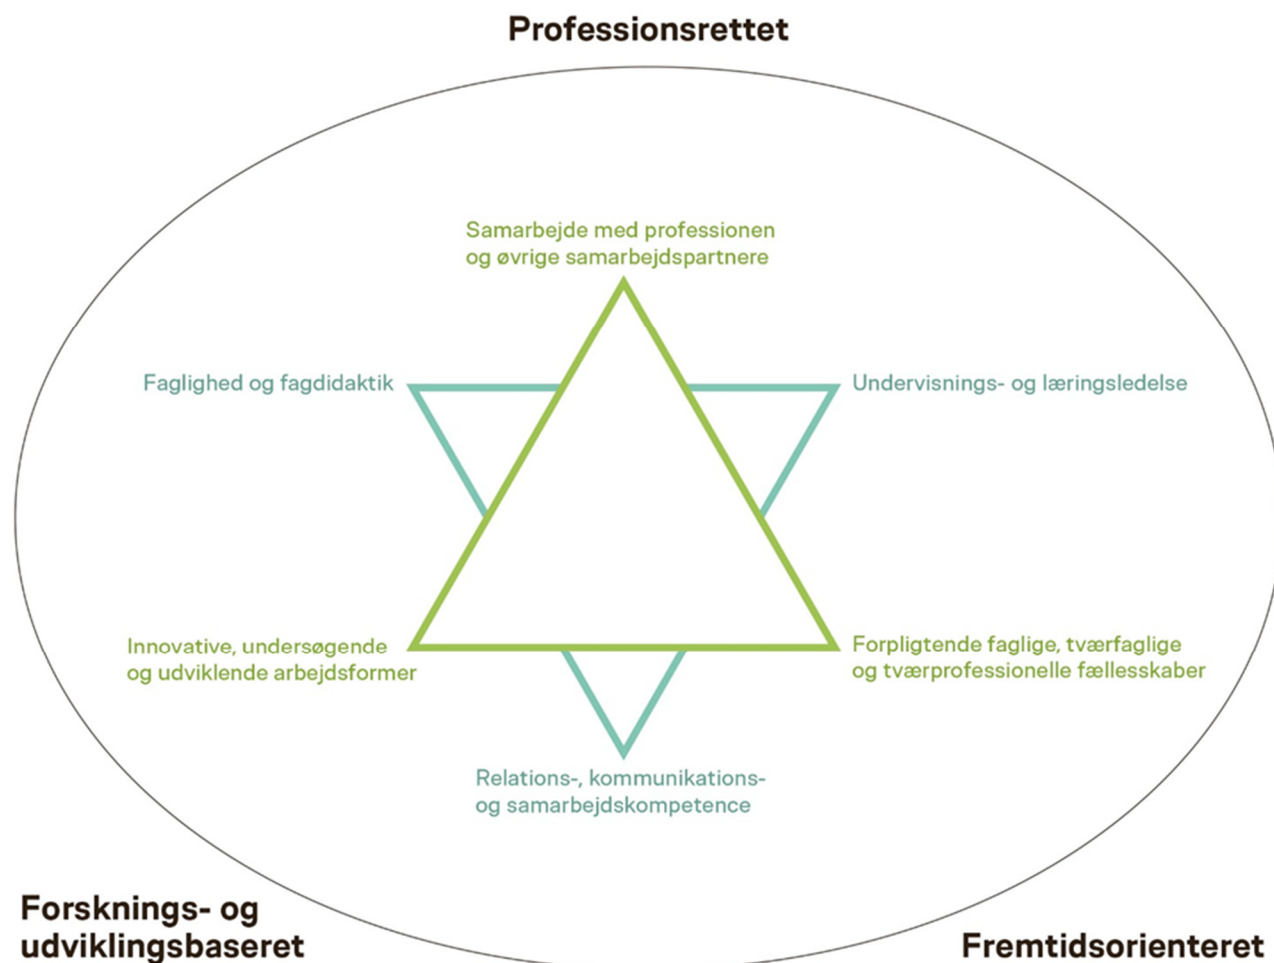 Professionsrettet
Samarbejde med professionen
og øvrige samarbejdspartnere
Faglighed og fagdidaktik
Undervisnings- og læringsledelse
Innovative, undersøgende
og udviklende arbejdsformer
Forpligtende faglige, tværfaglige
og tværprofessionelle fællesskaber
Relations-, kommunikations-
og samarbejdskompetence
Forsknings- og
udviklingsbaseret
Fremtidsorienteret